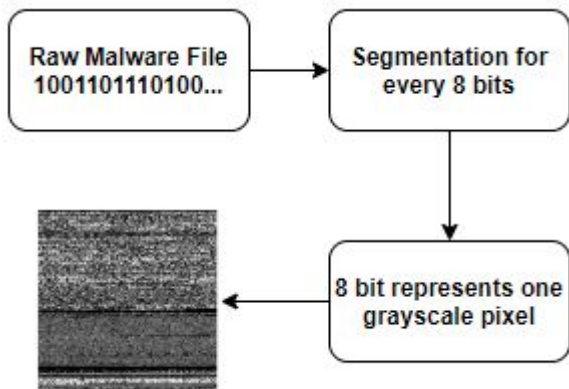 Raw Malware File
1001101110100...
Segmentation for
every 8 bits
8 bit represents one
grayscale pixel